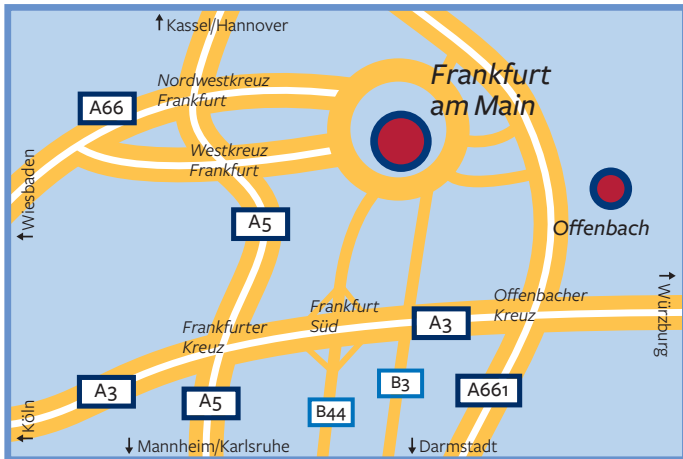 ↑ Kassel/Hannover
Nordwestkreuz
Frankfurt
Frankfurt
am Main
A66
Westkreuz
Frankfurt
↑ Wiesbaden
A5
Offenbach
Frankfurt
Süd
Offenbacher
Kreuz
↑ Würzburg
Frankfurter
Kreuz
A3
A3
A5
B44
B3
A661
↑ Köln
↓ Mannheim/Karlsruhe
↓ Darmstadt